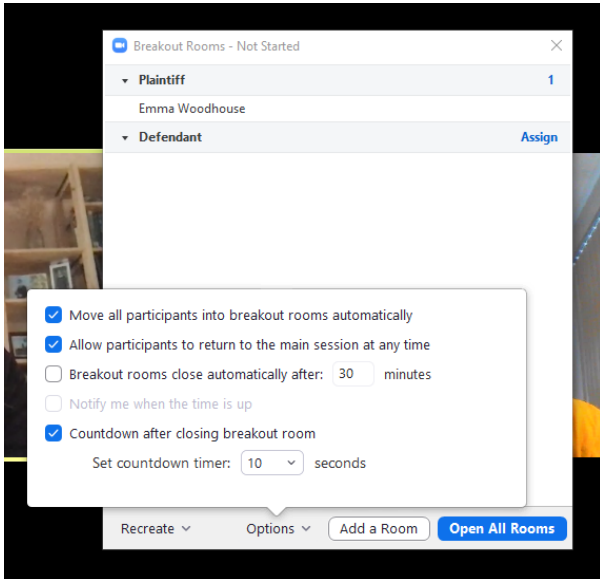 Breakout Rooms - Not Started
Plaintiff 1
Emma Woodhouse
Defendant Assign
Move all participants into breakout rooms automatically
Allow participants to return to the main session at any time
Breakout rooms close automatically after: 30 minutes
Notify me when the time is up
Countdown after closing breakout room
Set countdown timer: 10 seconds
Recreate Options Add a Room Open All Rooms